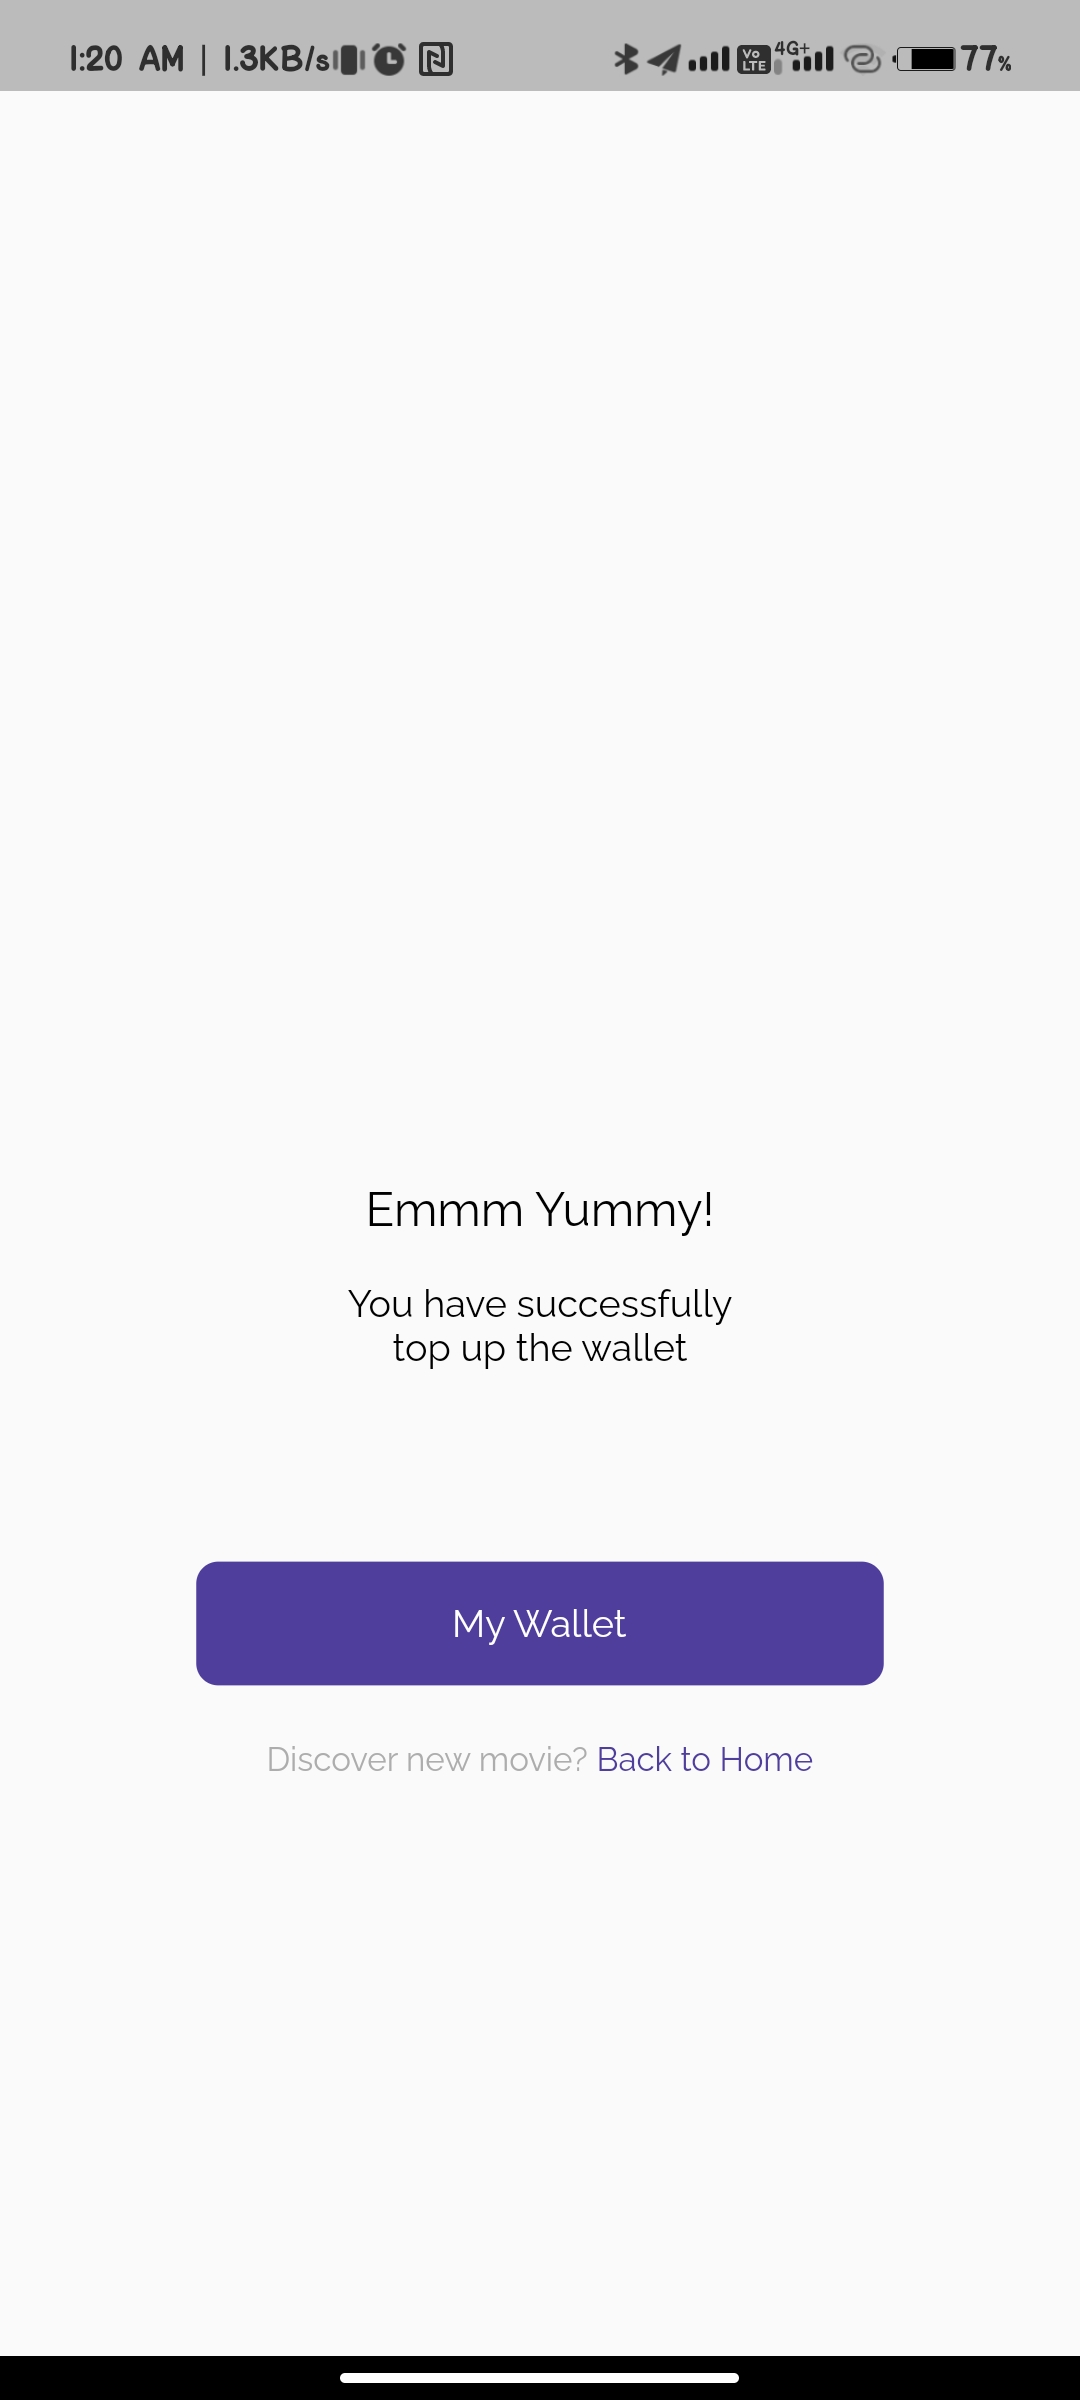 1:20 AM | 1.3KB/s
Vo
LTE
4G+
77%
Emmm Yummy!
You have successfully
top up the wallet
My Wallet
Discover new movie? Back to Home